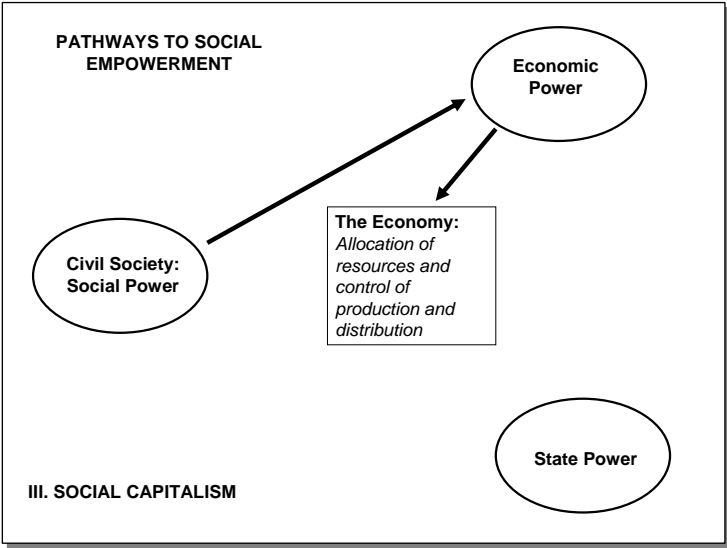 PATHWAYS TO SOCIAL
EMPOWERMENT
Economic
Power
The Economy:
Allocation of
resources and
control of
production and
distribution
Civil Society:
Social Power
State Power
III. SOCIAL CAPITALISM